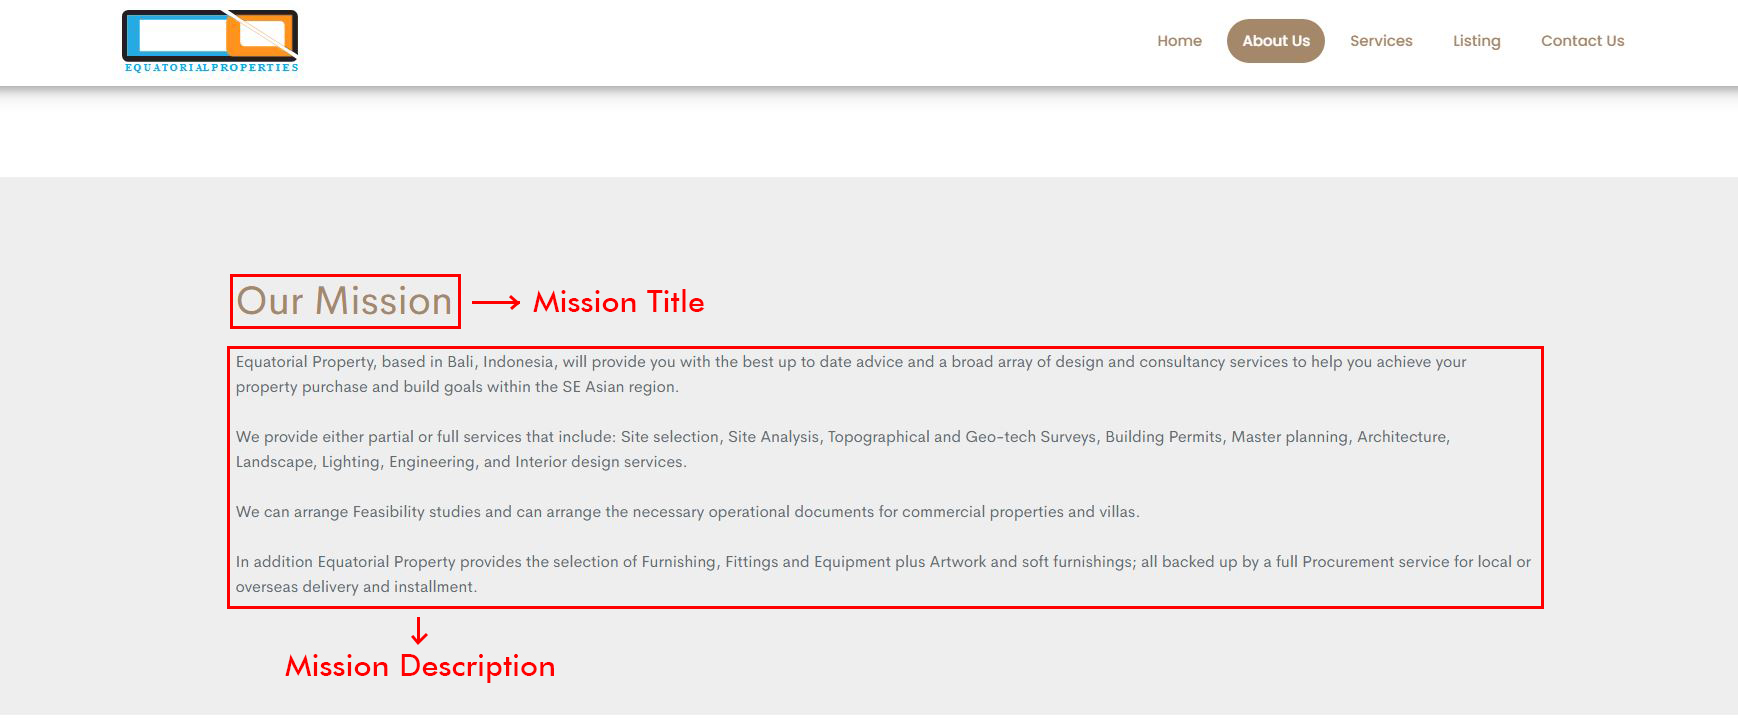 EQUATORIALPROPERTIES
Home
About Us
Services
Listing
Contact Us
Our Mission
Mission Title
Equatorial Property, based in Bali, Indonesia, will provide you with the best up to date advice and a broad array of design and consultancy services to help you achieve your
property purchase and build goals within the SE Asian region.
We provide either partial or full services that include: Site selection, Site Analysis, Topographical and Geo-tech Surveys, Building Permits, Master planning, Architecture,
Landscape, Lighting, Engineering, and Interior design services.
We can arrange Feasibility studies and can arrange the necessary operational documents for commercial properties and villas.
In addition Equatorial Property provides the selection of Furnishing, Fittings and Equipment plus Artwork and soft furnishings; all backed up by a full Procurement service for local or
overseas delivery and installment.
Mission Description